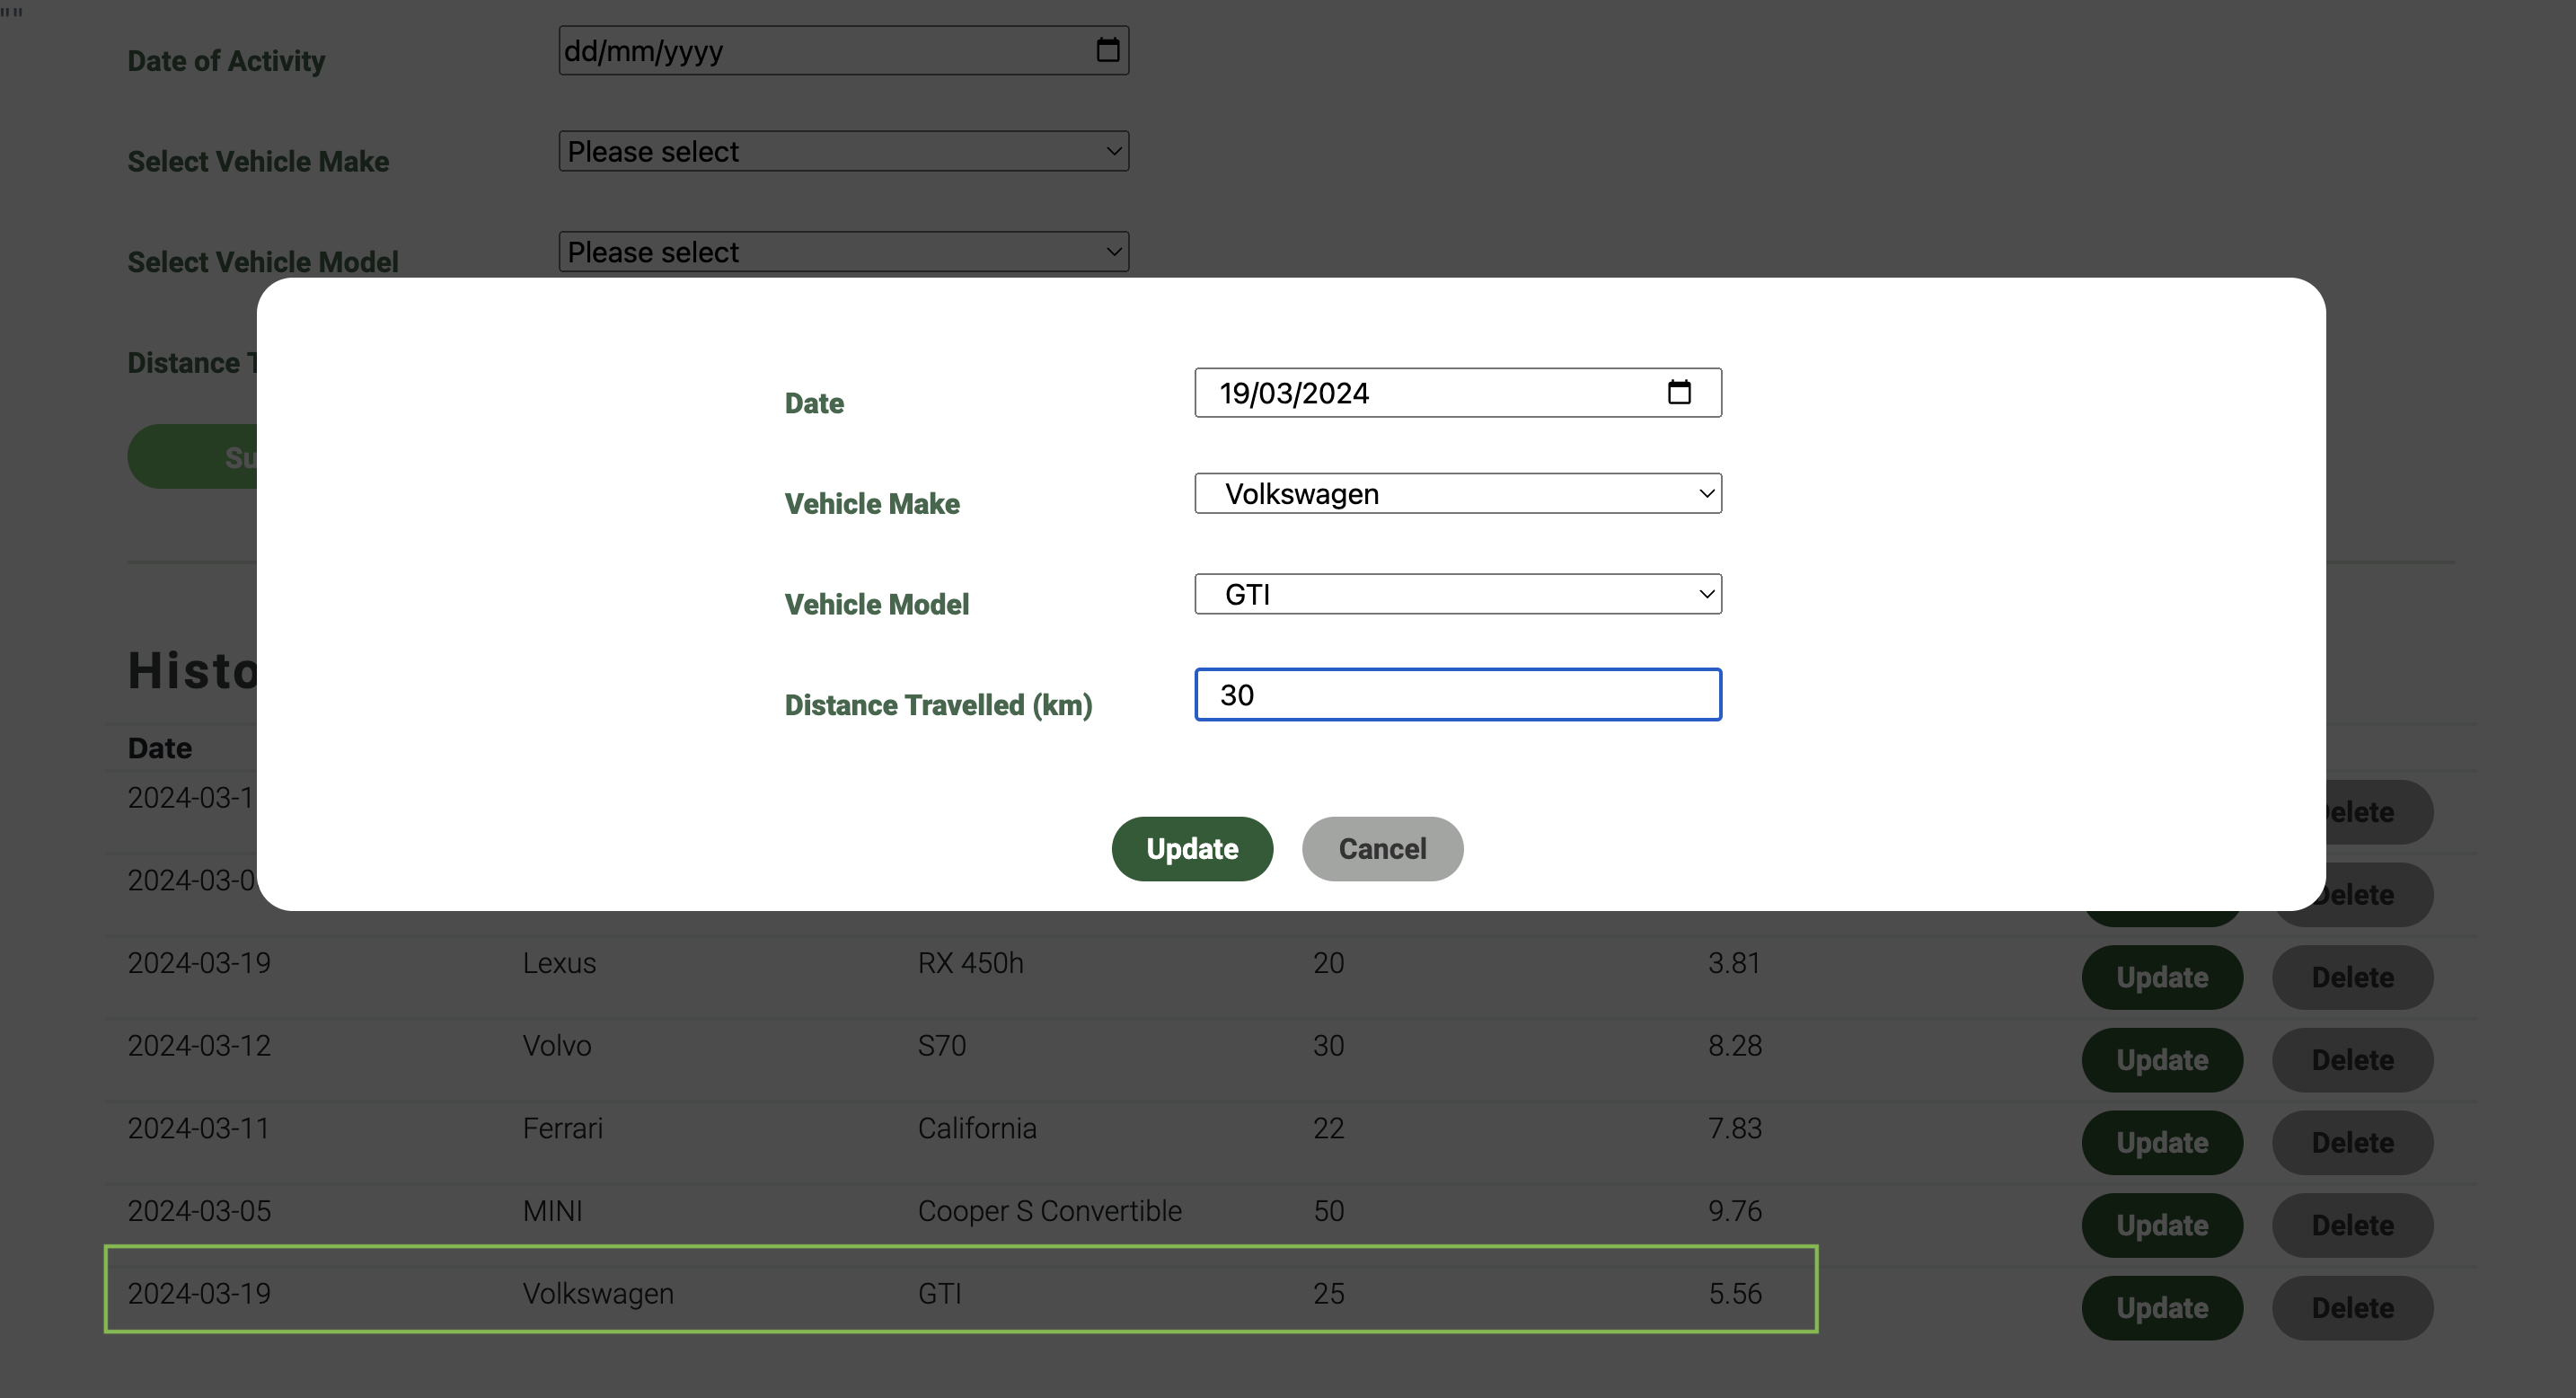 ""
Date of Activity dd/mm/yyyy
Select Vehicle Make Please select
Select Vehicle Model Please select
Distance T
Su
Date 19/03/2024
Vehicle Make Volkswagen
Vehicle Model GTI
Distance Travelled (km) 30
Update Cancel
Histo
Date
2024-03-1 Delete
2024-03-0 Delete
2024-03-19 Lexus RX 450h 20 3.81 Update Delete
2024-03-12 Volvo S70 30 8.28 Update Delete
2024-03-11 Ferrari California 22 7.83 Update Delete
2024-03-05 MINI Cooper S Convertible 50 9.76 Update Delete
2024-03-19 Volkswagen GTI 25 5.56 Update Delete